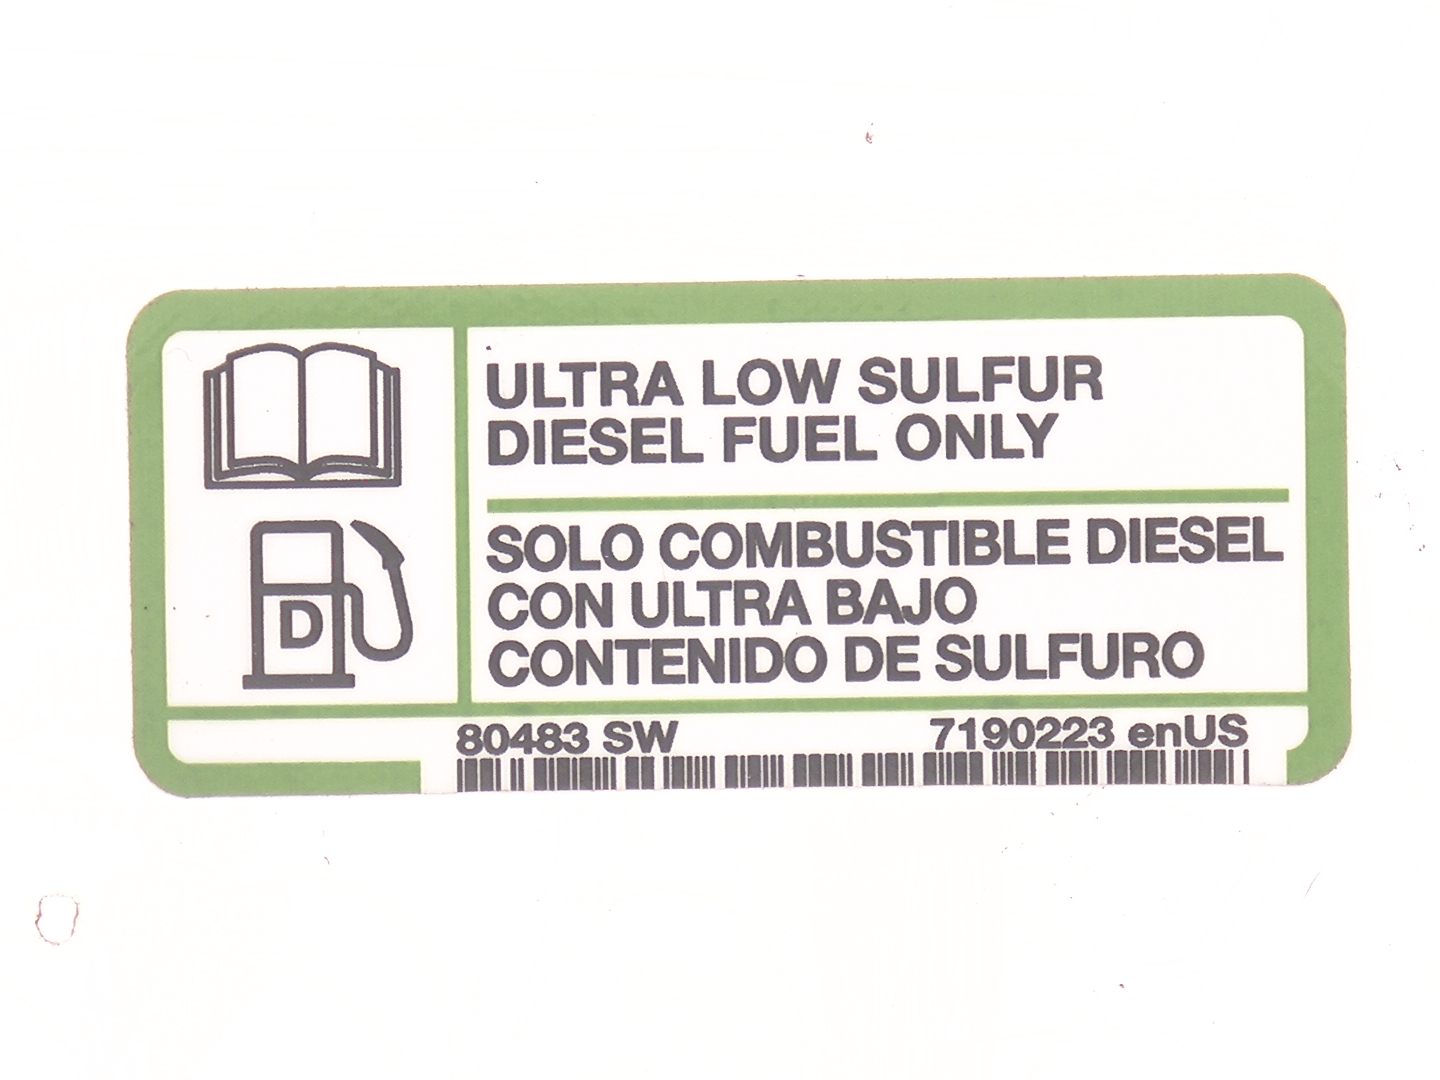 ULTRA LOW SULFUR
DIESEL FUEL ONLY
SOLO COMBUSTIBLE DIESEL
CON ULTRA BAJO
CONTENIDO DE SULFURO
D
80483 SW 7190223 enUS